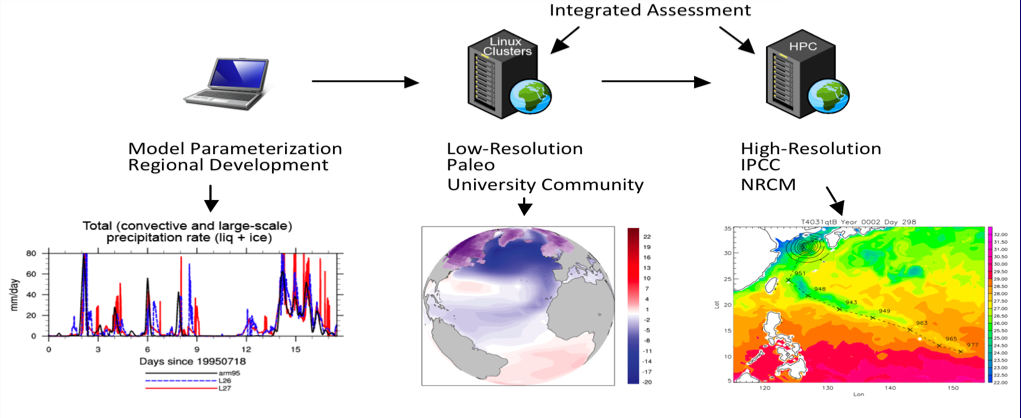 Integrated Assessment
Linux
Clusters
HPC
Model Parameterization
Regional Development
Low-Resolution
Paleo
University Community
High-Resolution
IPCC
NRCM
Total (convective and large-scale)
precipitation rate (liq + ice)
mm/day
80
60
40
20
0
0
3
6
9
12
15
Days since 19950718
arm95
L26
L27
22
19
16
13
10
7
4
1
-2
-5
-8
-11
-14
-17
-20
T4031qtB Year 0002 Day 298
Lat
35
30
25
20
15
10
5
951
948
943
949
963
965
977
120
130
140
150
Lon
32.00
31.00
30.50
30.00
29.50
29.00
28.50
28.00
27.50
27.00
26.50
26.00
25.50
25.00
24.50
24.00
23.50
23.00
22.00